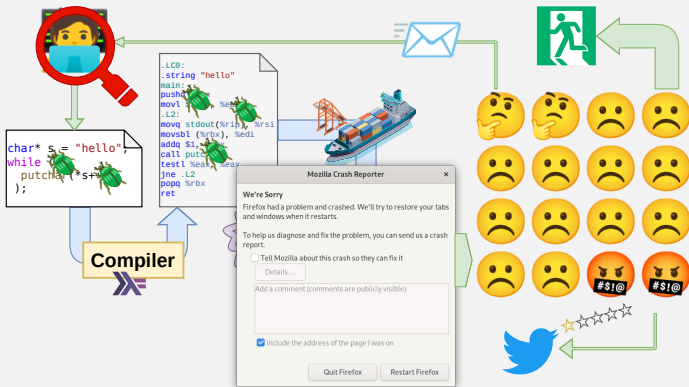 .LC0:
.string "hello"
main:
movl
.L2:
movq stdout(%rip), %rsi
movsbl (%rbx), %edi
addq $1,
call
testl %eax, %eax
jne .L2
popq %rbx
ret
char* s = "hello";
while
);
Compiler
Mozilla Crash Reporter
×
We're Sorry
Firefox had a problem and crashed. We'll try to restore your tabs
and windows when it restarts.
To help us diagnose and fix the problem, you can send us a crash
report.
Tell Mozilla about this crash so they can fix it
Details...
Add a comment (comments are publicly visible)
Include the address of the page I was on
Quit Firefox
Restart Firefox
#$!@
#$!@